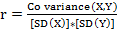 r = Co variance(X,Y)
[SD(X)]*[SD(Y)]